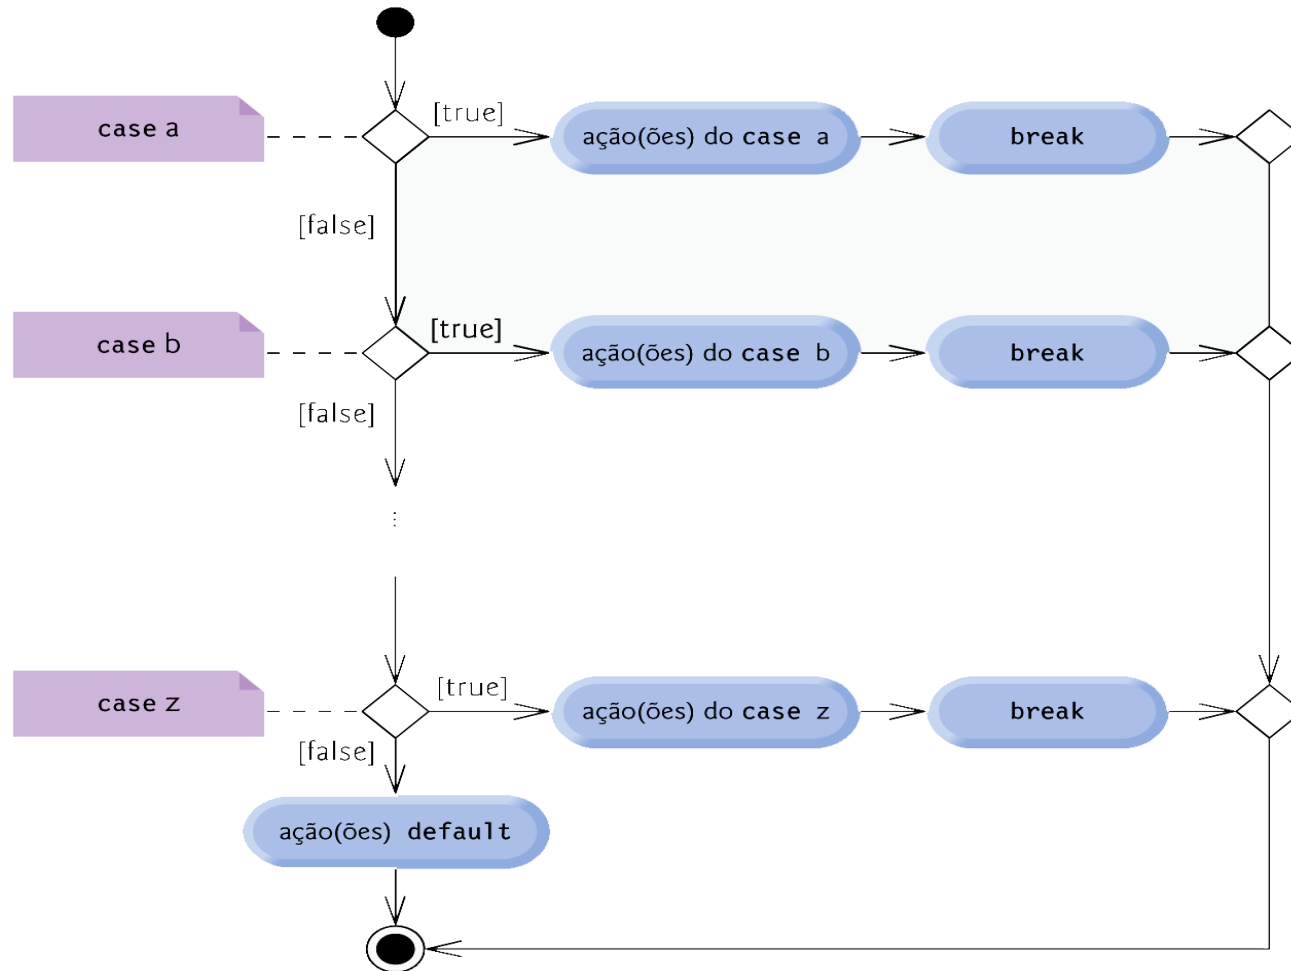 case a
[true]
ação(ões) do case a
break
[false]
case b
[true]
ação(ões) do case b
break
[false]
...
case z
[true]
ação(ões) do case z
break
[false]
ação(ões) default